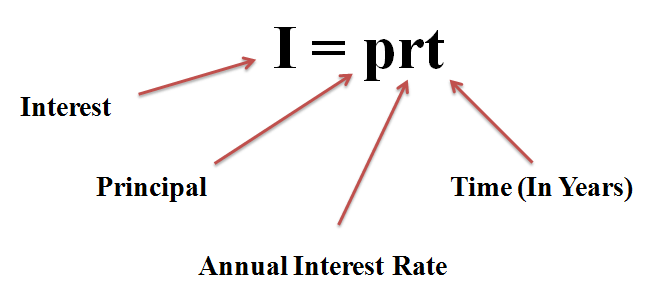 I = prt
Interest
Principal
Time (In Years)
Annual Interest Rate